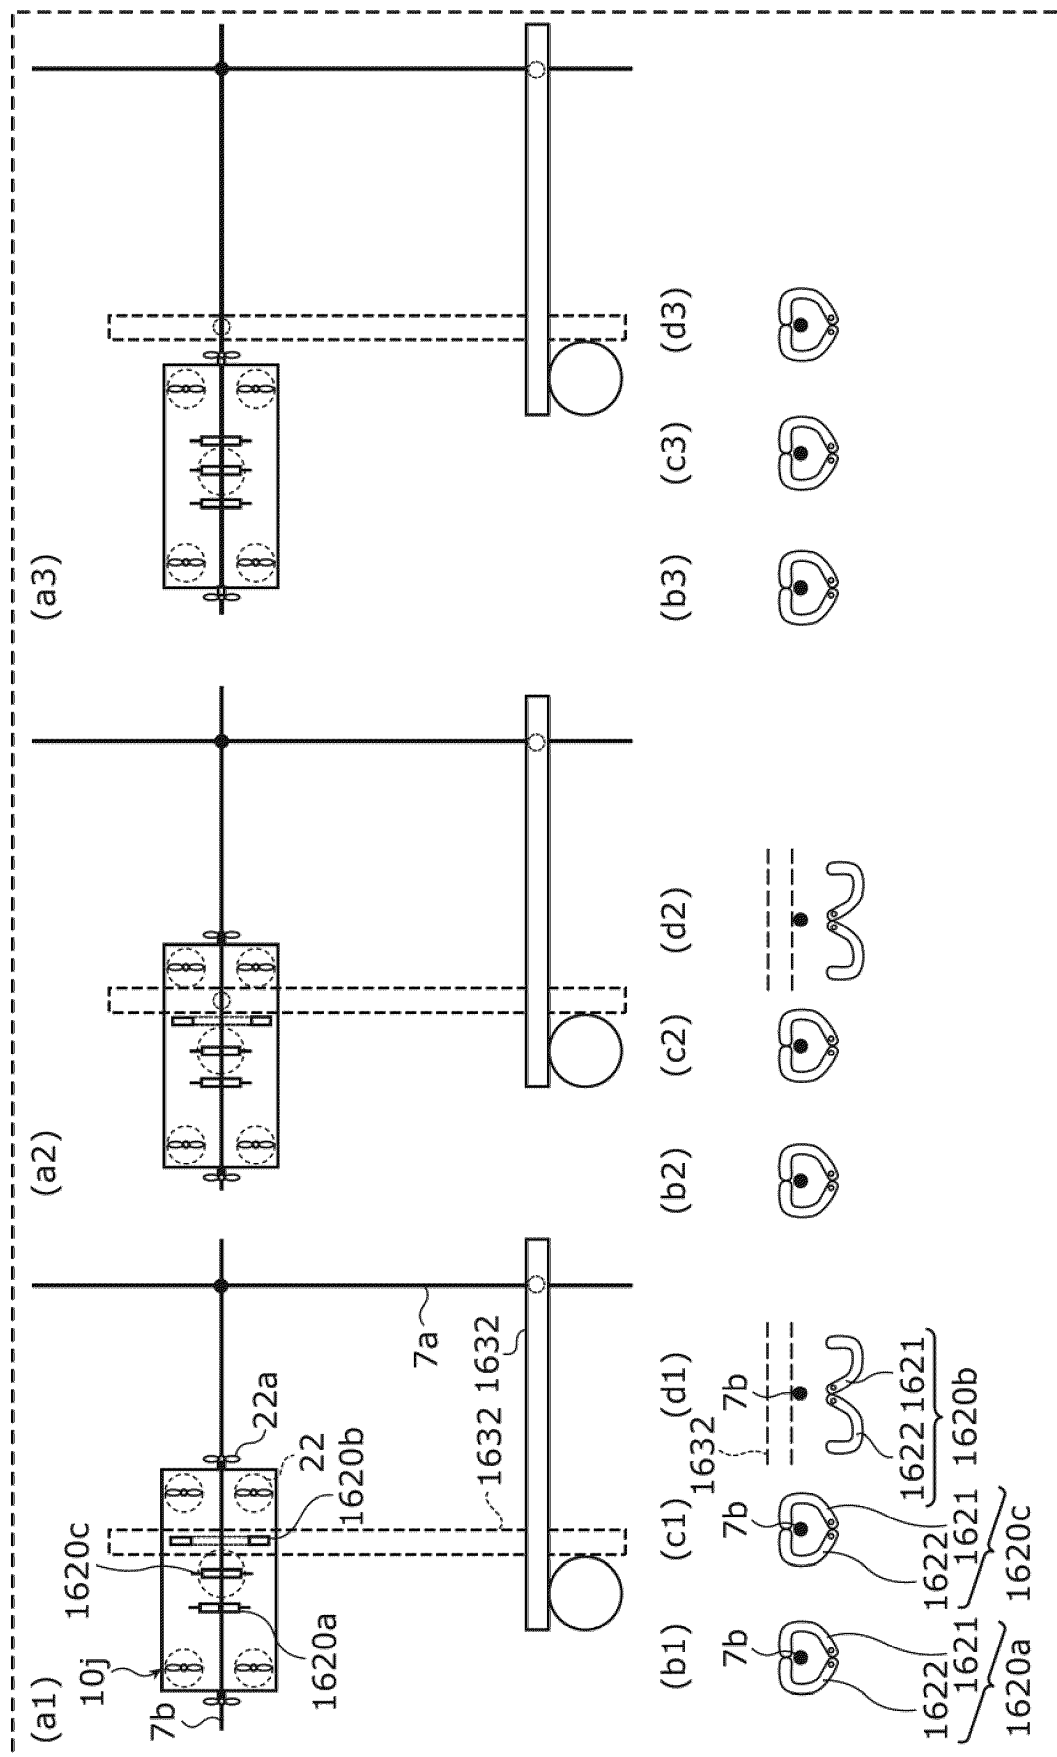 (a1)
10j
1620c
22a
22
1620b
7b
1620a
1632
7a
1632
(b1)
7b
1622
1621
1620a
(c1)
7b
1622
1621
1620c
(d1)
1632
7b
1622
1621
1620b
(a2)
(b2)
(c2)
(d2)
(a3)
(b3)
(c3)
(d3)